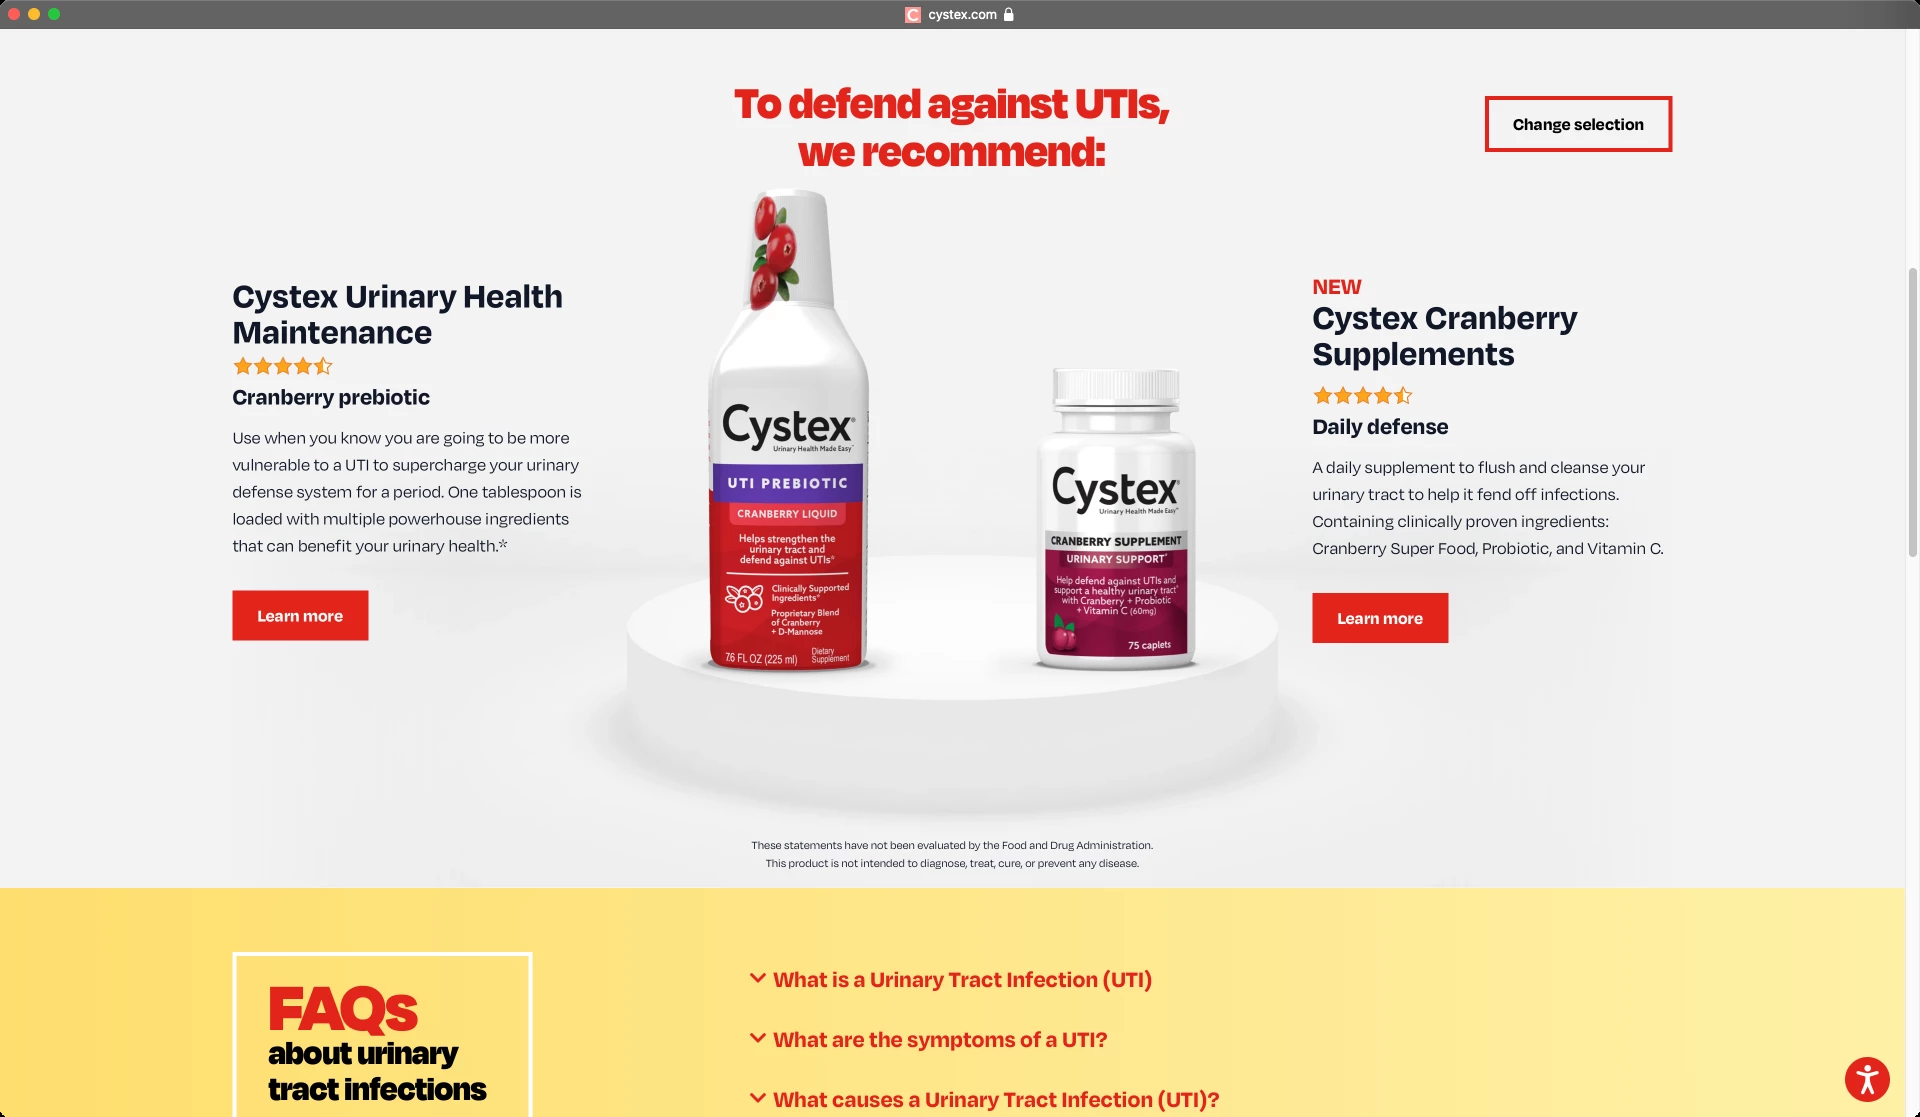 cystex.com
To defend against UTIs,
we recommend:
Change selection
Cystex Urinary Health
Maintenance
Cranberry prebiotic
Use when you know you are going to be more
vulnerable to a UTI to supercharge your urinary
defense system for a period. One tablespoon is
loaded with multiple powerhouse ingredients
that can benefit your urinary health.*
Learn more
Cystex®
Urinary Health Made Easy™
UTI PREBIOTIC
CRANBERRY LIQUID
Helps strengthen the
urinary tract and
defend against UTIs*
Clinically Supported
Ingredients*
Proprietary Blend
of Cranberry
+ D-Mannose
7.6 FL OZ (225 ml)
Dietary
Supplement
Cystex®
Urinary Health Made Easy™
CRANBERRY SUPPLEMENT
URINARY SUPPORT*
Help defend against UTIs and
support a healthy urinary tract*
with Cranberry + Probiotic
+ Vitamin C (60mg)
75 caplets
NEW
Cystex Cranberry
Supplements
Daily defense
A daily supplement to flush and cleanse your
urinary tract to help it fend off infections.
Containing clinically proven ingredients:
Cranberry Super Food, Probiotic, and Vitamin C.
Learn more
These statements have not been evaluated by the Food and Drug Administration.
This product is not intended to diagnose, treat, cure, or prevent any disease.
FAQs
about urinary
tract infections
What is a Urinary Tract Infection (UTI)
What are the symptoms of a UTI?
What causes a Urinary Tract Infection (UTI)?